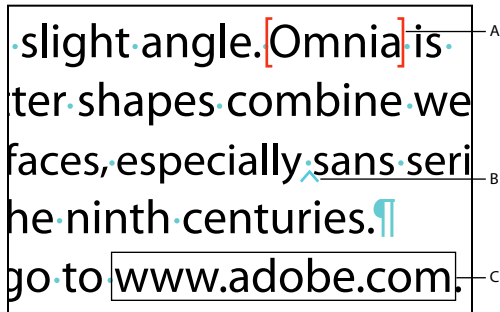 ·slight·angle.·[Omnia]·is· A
tter·shapes·combine·we
faces,·especially·sans·seri B
he·ninth·centuries.¶
go·to·www.adobe.com. C